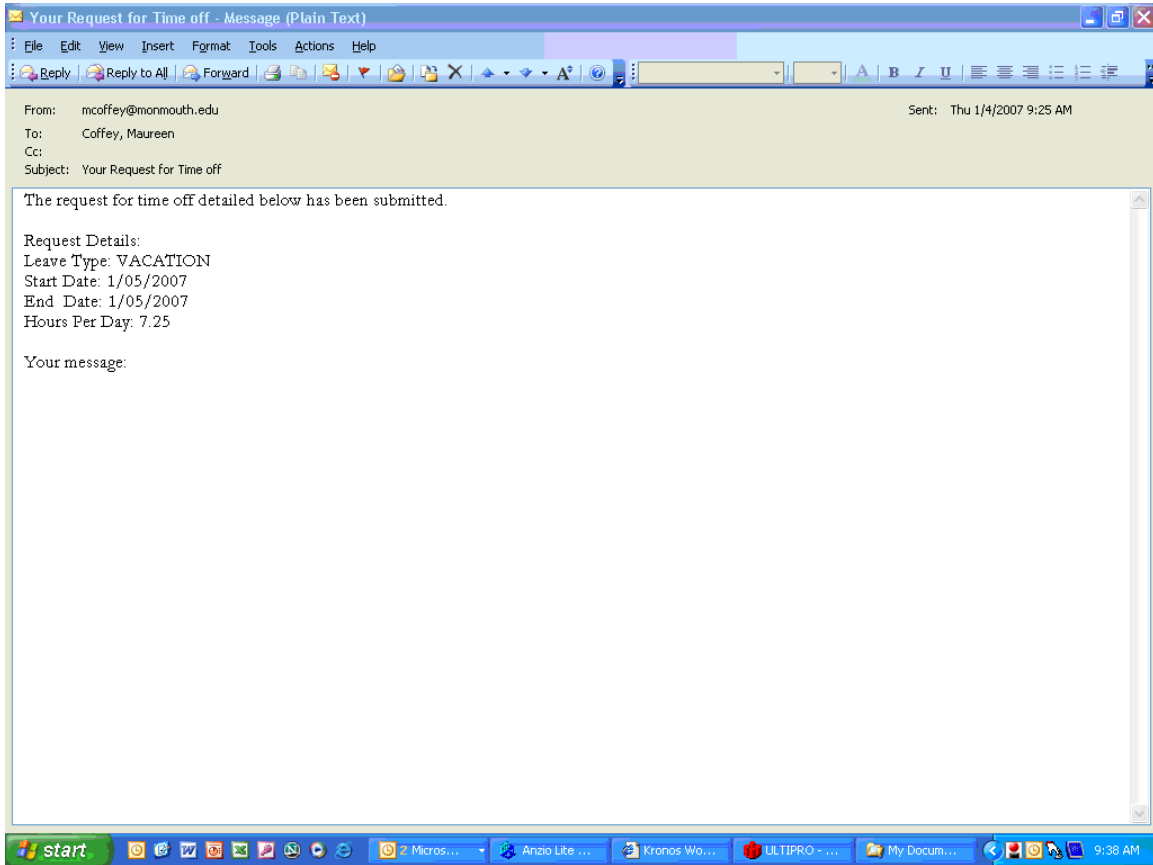 Your Request for Time off - Message (Plain Text)
File Edit View Insert Format Tools Actions Help
Reply Reply to All Forward A B I U
From: mcoffey@monmouth.edu Sent: Thu 1/4/2007 9:25 AM
To: Coffey, Maureen
Cc:
Subject: Your Request for Time off
The request for time off detailed below has been submitted.
Request Details:
Leave Type: VACATION
Start Date: 1/05/2007
End  Date: 1/05/2007
Hours Per Day: 7.25
Your message:
start 2 Micros... Anzio Lite ... Kronos Wo... ULTIPRO - ... My Docum... 9:38 AM